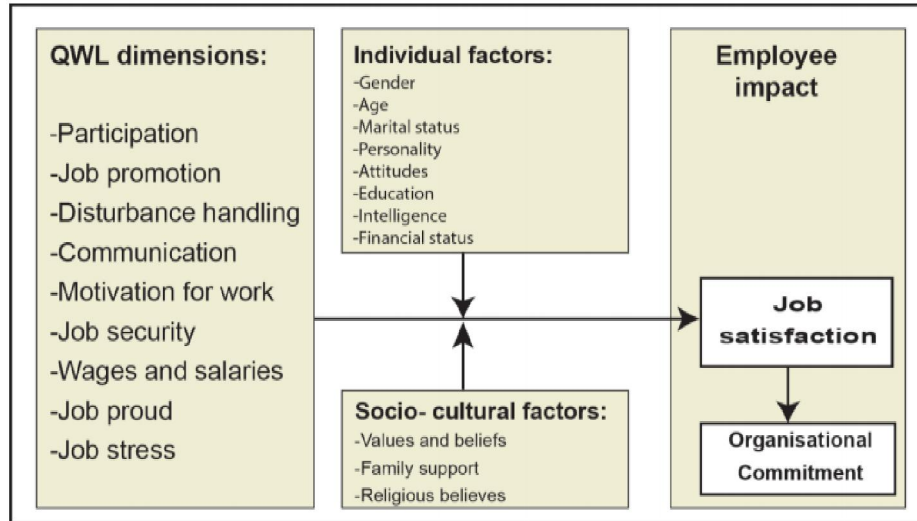 QWL dimensions:
-Participation
-Job promotion
-Disturbance handling
-Communication
-Motivation for work
-Job security
-Wages and salaries
-Job proud
-Job stress
Individual factors:
-Gender
-Age
-Marital status
-Personality
-Attitudes
-Education
-Intelligence
-Financial status
Socio- cultural factors:
-Values and beliefs
-Family support
-Religious believes
Employee
impact
Job
satisfaction
Organisational
Commitment